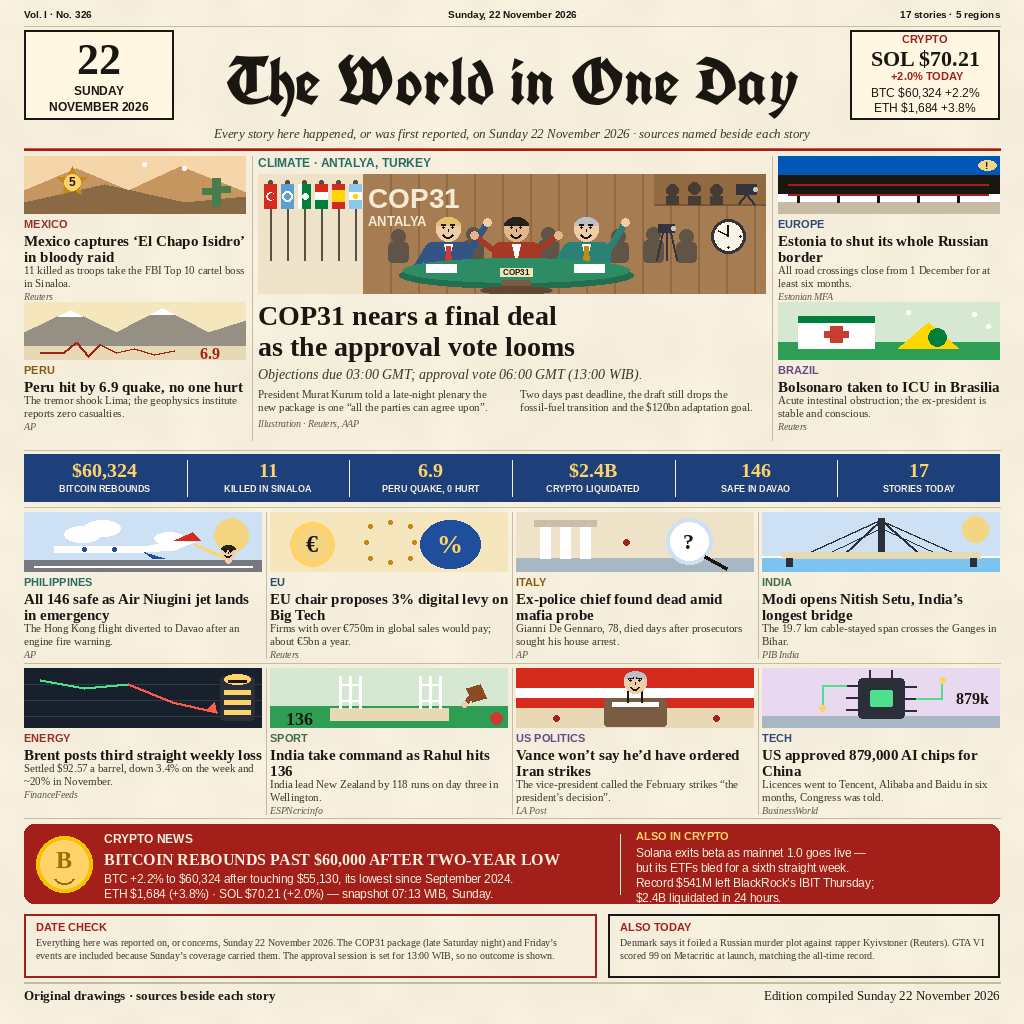 Vol. I · No. 326
Sunday, 22 November 2026
17 stories · 5 regions
22
SUNDAY
NOVEMBER 2026
The World in One Day
CRYPTO
SOL $70.21
+2.0% TODAY
BTC $60,324 +2.2%
ETH $1,684 +3.8%
Every story here happened, or was first reported, on Sunday 22 November 2026 · sources named beside each story
5
MEXICO
Mexico captures ‘El Chapo Isidro’
in bloody raid
11 killed as troops take the FBI Top 10 cartel boss
in Sinaloa.
Reuters
6.9
PERU
Peru hit by 6.9 quake, no one hurt
The tremor shook Lima; the geophysics institute
reports zero casualties.
AP
CLIMATE · ANTALYA, TURKEY
COP31
ANTALYA
COP31
COP31 nears a final deal
as the approval vote looms
Objections due 03:00 GMT; approval vote 06:00 GMT (13:00 WIB).
President Murat Kurum told a late-night plenary the
new package is one “all the parties can agree upon”.
Two days past deadline, the draft still drops the
fossil-fuel transition and the $120bn adaptation goal.
Illustration · Reuters, AAP
!
EUROPE
Estonia to shut its whole Russian
border
All road crossings close from 1 December for at
least six months.
Estonian MFA
BRAZIL
Bolsonaro taken to ICU in Brasilia
Acute intestinal obstruction; the ex-president is
stable and conscious.
Reuters
$60,324
BITCOIN REBOUNDS
11
KILLED IN SINALOA
6.9
PERU QUAKE, 0 HURT
$2.4B
CRYPTO LIQUIDATED
146
SAFE IN DAVAO
17
STORIES TODAY
PHILIPPINES
All 146 safe as Air Niugini jet lands
in emergency
The Hong Kong flight diverted to Davao after an
engine fire warning.
AP
€
%
EU
EU chair proposes 3% digital levy on
Big Tech
Firms with over €750m in global sales would pay;
about €5bn a year.
Reuters
?
ITALY
Ex-police chief found dead amid
mafia probe
Gianni De Gennaro, 78, died days after prosecutors
sought his house arrest.
AP
INDIA
Modi opens Nitish Setu, India’s
longest bridge
The 19.7 km cable-stayed span crosses the Ganges in
Bihar.
PIB India
ENERGY
Brent posts third straight weekly loss
Settled $92.57 a barrel, down 3.4% on the week and
~20% in November.
FinanceFeeds
136
SPORT
India take command as Rahul hits
136
India lead New Zealand by 118 runs on day three in
Wellington.
ESPNcricinfo
US POLITICS
Vance won’t say he’d have ordered
Iran strikes
The vice-president called the February strikes “the
president’s decision”.
LA Post
879k
TECH
US approved 879,000 AI chips for
China
Licences went to Tencent, Alibaba and Baidu in six
months, Congress was told.
BusinessWorld
B
CRYPTO NEWS
BITCOIN REBOUNDS PAST $60,000 AFTER TWO-YEAR LOW
BTC +2.2% to $60,324 after touching $55,130, its lowest since September 2024.
ETH $1,684 (+3.8%) · SOL $70.21 (+2.0%) — snapshot 07:13 WIB, Sunday.
ALSO IN CRYPTO
Solana exits beta as mainnet 1.0 goes live —
but its ETFs bled for a sixth straight week.
Record $541M left BlackRock’s IBIT Thursday;
$2.4B liquidated in 24 hours.
DATE CHECK
Everything here was reported on, or concerns, Sunday 22 November 2026. The COP31 package (late Saturday night) and Friday’s
events are included because Sunday’s coverage carried them. The approval session is set for 13:00 WIB, so no outcome is shown.
ALSO TODAY
Denmark says it foiled a Russian murder plot against rapper Kyivstoner (Reuters). GTA VI
scored 99 on Metacritic at launch, matching the all-time record.
Original drawings · sources beside each story
Edition compiled Sunday 22 November 2026